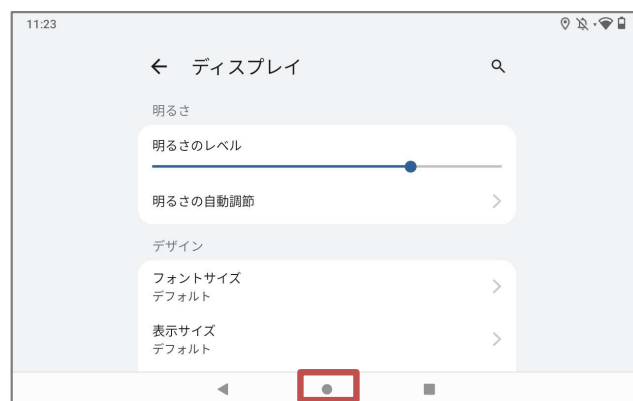 11:23
ディスプレイ
明るさ
明るさのレベル
明るさの自動調節
デザイン
フォントサイズ
デフォルト
表示サイズ
デフォルト